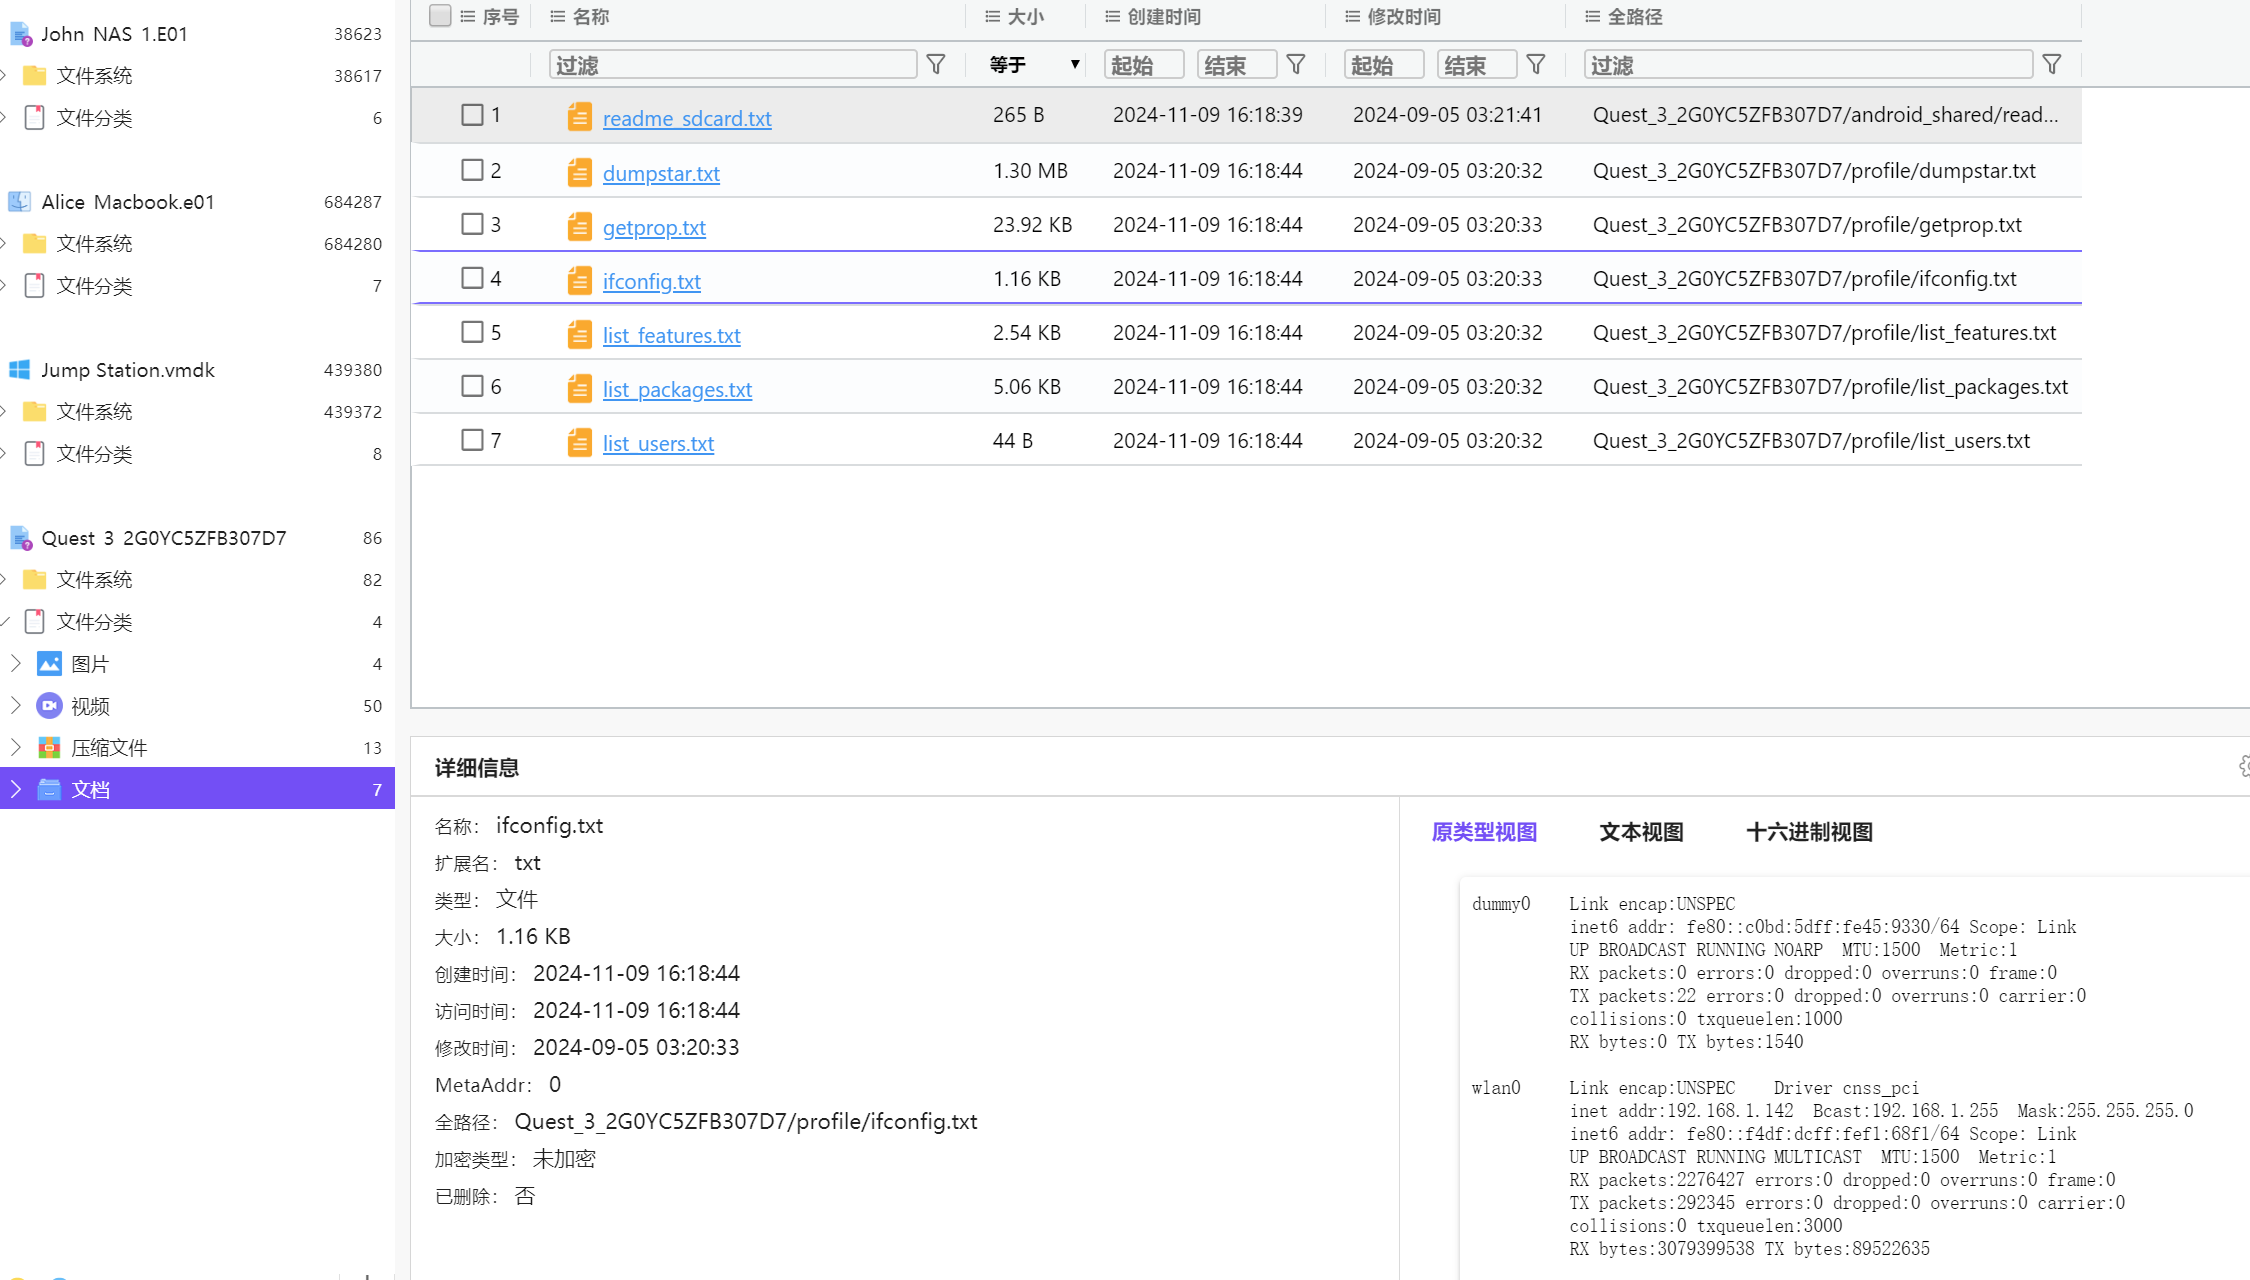 John NAS 1.E01 38623
文件系统 38617
文件分类 6
Alice Macbook.e01 684287
文件系统 684280
文件分类 7
Jump Station.vmdk 439380
文件系统 439372
文件分类 8
Quest 3 2G0YC5ZFB307D7 86
文件系统 82
文件分类 4
图片 4
视频 50
压缩文件 13
文档 7
序号 名称 大小 创建时间 修改时间 全路径
过滤 等于 起始 结束 起始 结束 过滤
1 readme_sdcard.txt 265 B 2024-11-09 16:18:39 2024-09-05 03:21:41 Quest_3_2G0YC5ZFB307D7/android_shared/read...
2 dumpstar.txt 1.30 MB 2024-11-09 16:18:44 2024-09-05 03:20:32 Quest_3_2G0YC5ZFB307D7/profile/dumpstar.txt
3 getprop.txt 23.92 KB 2024-11-09 16:18:44 2024-09-05 03:20:33 Quest_3_2G0YC5ZFB307D7/profile/getprop.txt
4 ifconfig.txt 1.16 KB 2024-11-09 16:18:44 2024-09-05 03:20:33 Quest_3_2G0YC5ZFB307D7/profile/ifconfig.txt
5 list_features.txt 2.54 KB 2024-11-09 16:18:44 2024-09-05 03:20:32 Quest_3_2G0YC5ZFB307D7/profile/list_features.txt
6 list_packages.txt 5.06 KB 2024-11-09 16:18:44 2024-09-05 03:20:32 Quest_3_2G0YC5ZFB307D7/profile/list_packages.txt
7 list_users.txt 44 B 2024-11-09 16:18:44 2024-09-05 03:20:32 Quest_3_2G0YC5ZFB307D7/profile/list_users.txt
详细信息
名称: ifconfig.txt
扩展名: txt
类型: 文件
大小: 1.16 KB
创建时间: 2024-11-09 16:18:44
访问时间: 2024-11-09 16:18:44
修改时间: 2024-09-05 03:20:33
MetaAddr: 0
全路径: Quest_3_2G0YC5ZFB307D7/profile/ifconfig.txt
加密类型: 未加密
已删除: 否
原类型视图 文本视图 十六进制视图
dummy0 Link encap:UNSPEC
inet6 addr: fe80::c0bd:5dff:fe45:9330/64 Scope: Link
UP BROADCAST RUNNING NOARP MTU:1500 Metric:1
RX packets:0 errors:0 dropped:0 overruns:0 frame:0
TX packets:22 errors:0 dropped:0 overruns:0 carrier:0
collisions:0 txqueuelen:1000
RX bytes:0 TX bytes:1540
wlan0 Link encap:UNSPEC Driver cnss_pci
inet addr:192.168.1.142 Bcast:192.168.1.255 Mask:255.255.255.0
inet6 addr: fe80::f4df:dcff:fef1:68f1/64 Scope: Link
UP BROADCAST RUNNING MULTICAST MTU:1500 Metric:1
RX packets:2276427 errors:0 dropped:0 overruns:0 frame:0
TX packets:292345 errors:0 dropped:0 overruns:0 carrier:0
collisions:0 txqueuelen:3000
RX bytes:3079399538 TX bytes:89522635